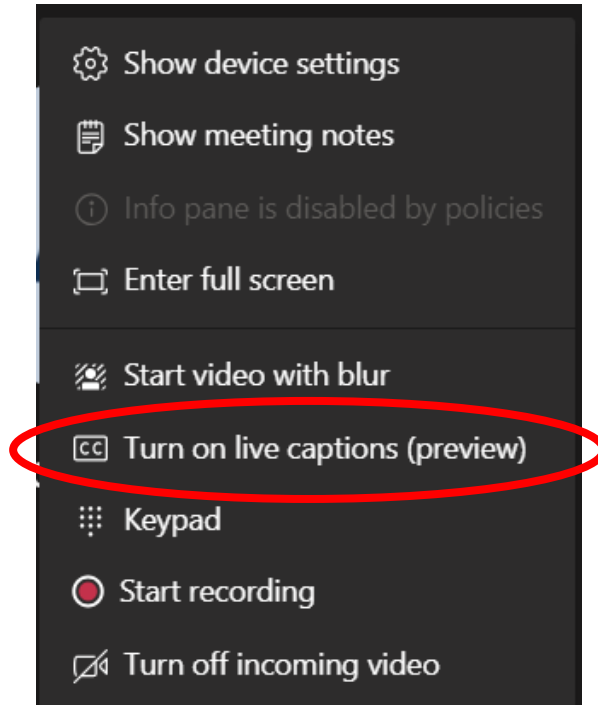 Show device settings
Show meeting notes
Info pane is disabled by policies
Enter full screen
Start video with blur
CC Turn on live captions (preview)
Keypad
Start recording
Turn off incoming video